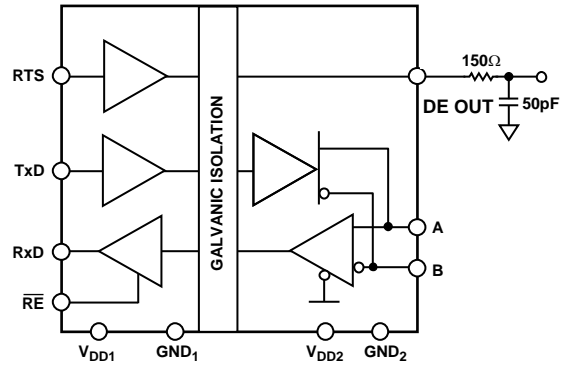 RTS
150Ω
DE OUT
50pF
TxD
GALVANIC ISOLATION
A
RxD
B
RE
VDD1
GND1
VDD2
GND2